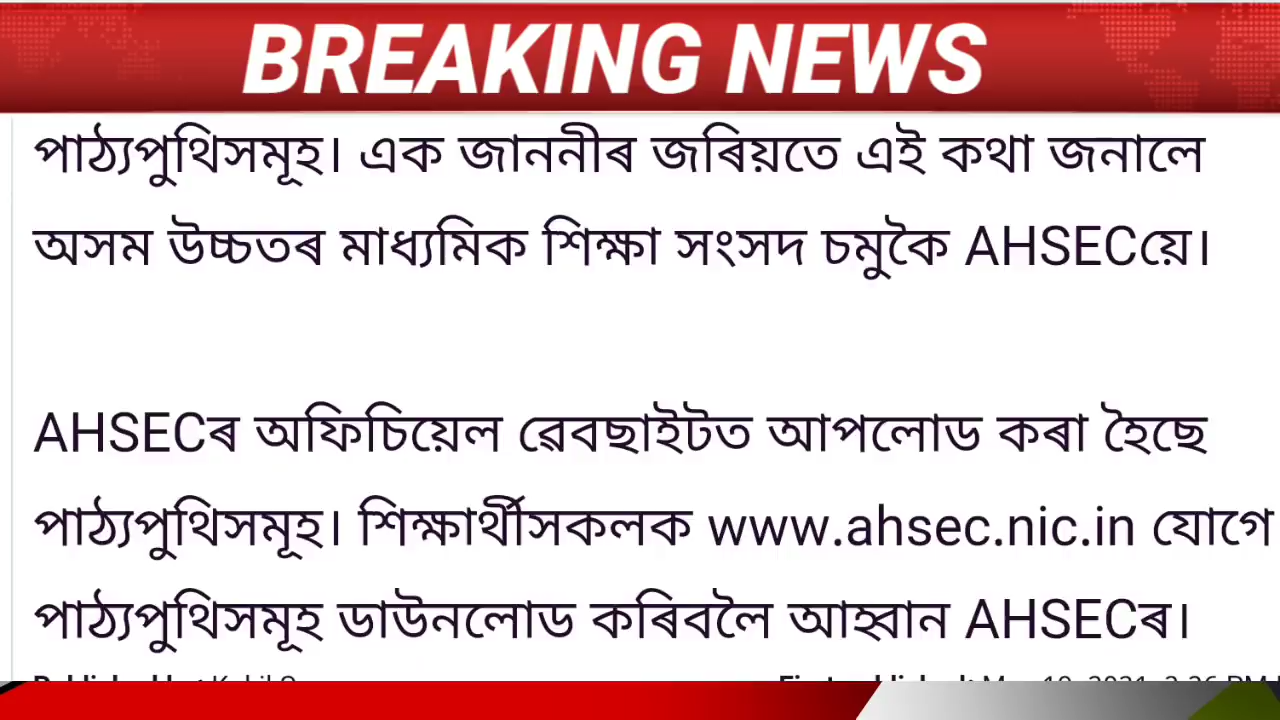 BREAKING NEWS
পাঠ্যপুথিসমূহ। এক জাননীৰ জৰিয়তে এই কথা জনালে
অসম উচ্চতৰ মাধ্যমিক শিক্ষা সংসদ চমুকৈ AHSECয়ে।
AHSECৰ অফিচিয়েল ৱেবছাইটত আপলোড কৰা হৈছে
পাঠ্যপুথিসমূহ। শিক্ষাৰ্থীসকলক www.ahsec.nic.in যোগে
পাঠ্যপুথিসমূহ ডাউনলোড কৰিবলৈ আহ্বান AHSECৰ।